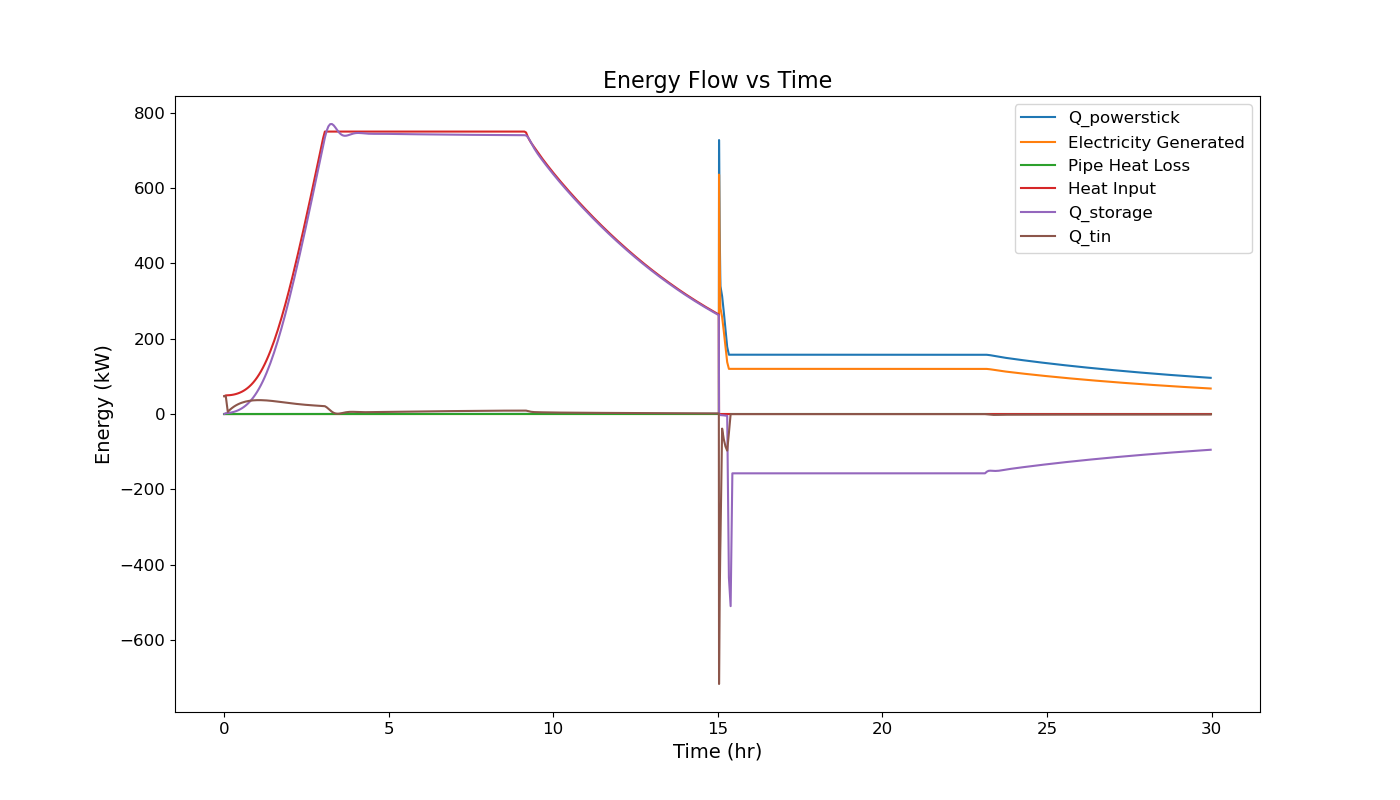 Energy Flow vs Time
Energy (kW)
800
600
400
200
0
−200
−400
−600
Q_powerstick
Electricity Generated
Pipe Heat Loss
Heat Input
Q_storage
Q_tin
0 5 10 15 20 25 30
Time (hr)